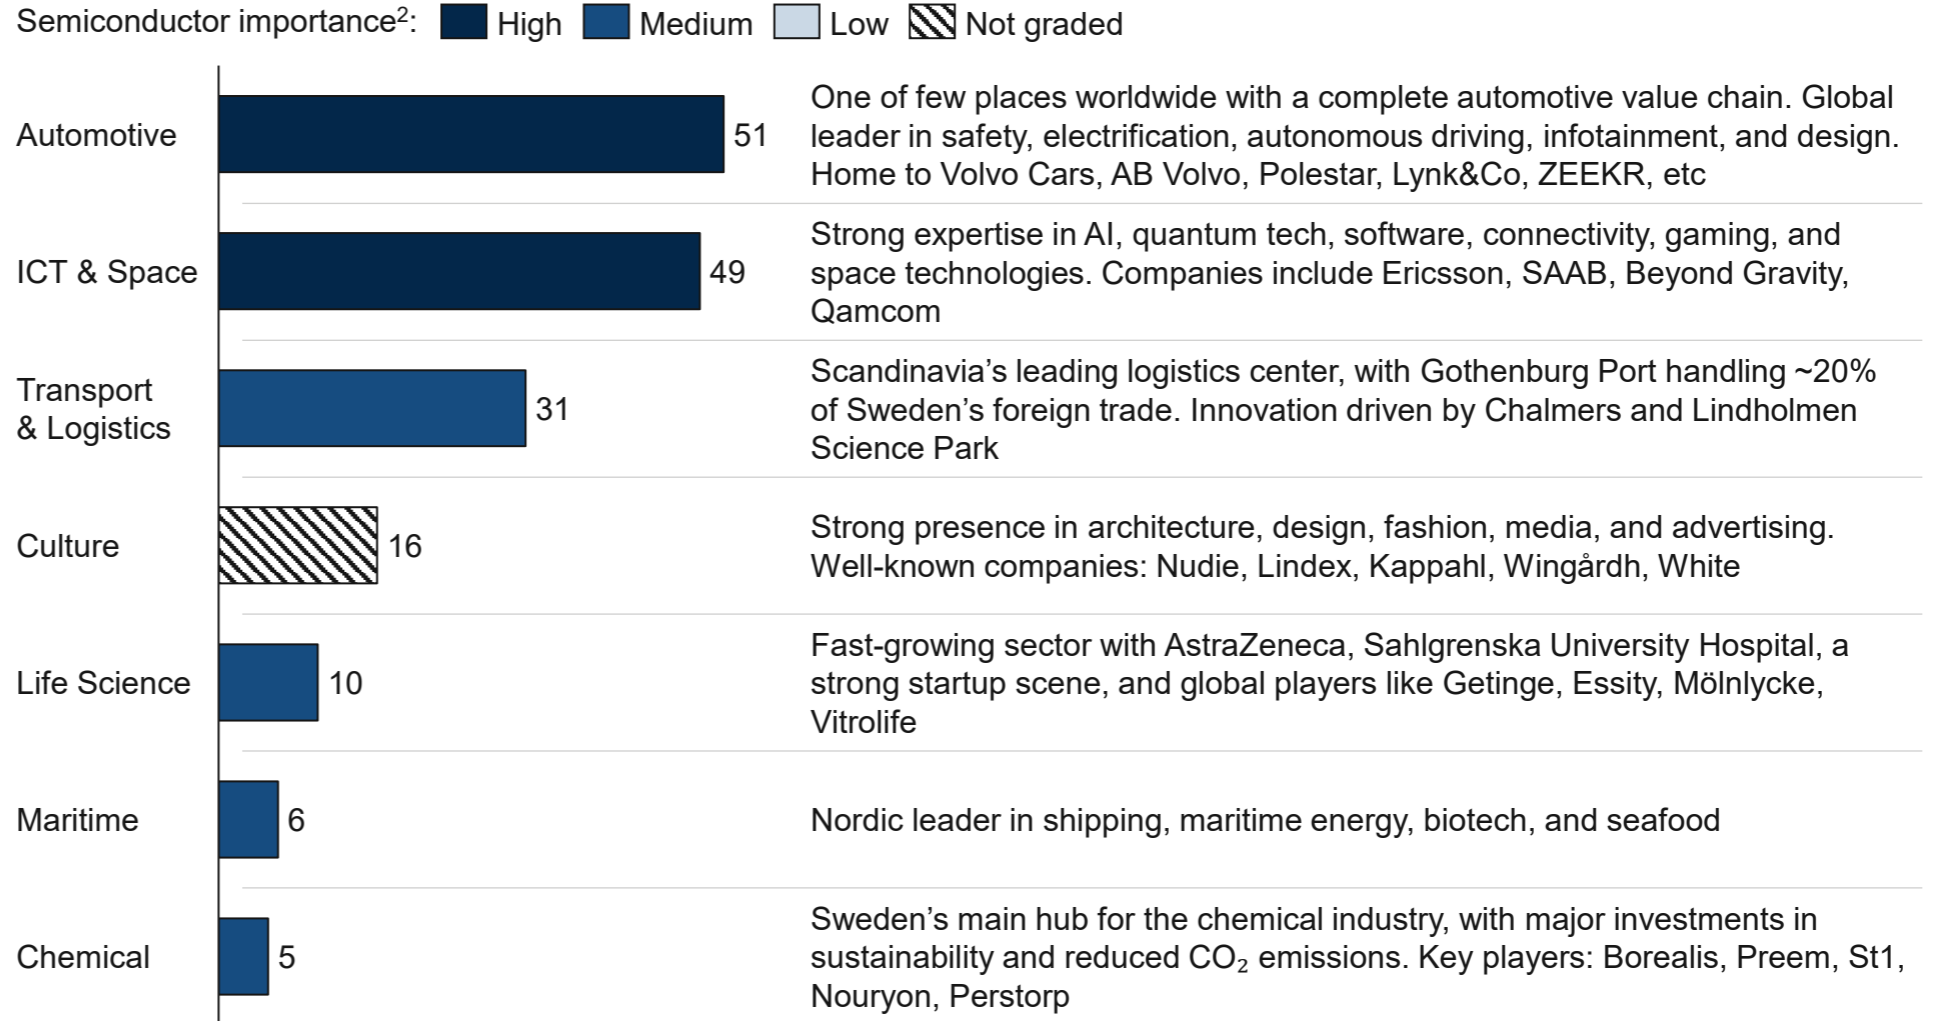 Semiconductor importance²: High Medium Low Not graded
Automotive
51
One of few places worldwide with a complete automotive value chain. Global
leader in safety, electrification, autonomous driving, infotainment, and design.
Home to Volvo Cars, AB Volvo, Polestar, Lynk&Co, ZEEKR, etc
ICT & Space
49
Strong expertise in AI, quantum tech, software, connectivity, gaming, and
space technologies. Companies include Ericsson, SAAB, Beyond Gravity,
Qamcom
Transport
& Logistics
31
Scandinavia’s leading logistics center, with Gothenburg Port handling ~20%
of Sweden’s foreign trade. Innovation driven by Chalmers and Lindholmen
Science Park
Culture
16
Strong presence in architecture, design, fashion, media, and advertising.
Well-known companies: Nudie, Lindex, Kappahl, Wingårdh, White
Life Science
10
Fast-growing sector with AstraZeneca, Sahlgrenska University Hospital, a
strong startup scene, and global players like Getinge, Essity, Mölnlycke,
Vitrolife
Maritime
6
Nordic leader in shipping, maritime energy, biotech, and seafood
Chemical
5
Sweden’s main hub for the chemical industry, with major investments in
sustainability and reduced CO₂ emissions. Key players: Borealis, Preem, St1,
Nouryon, Perstorp